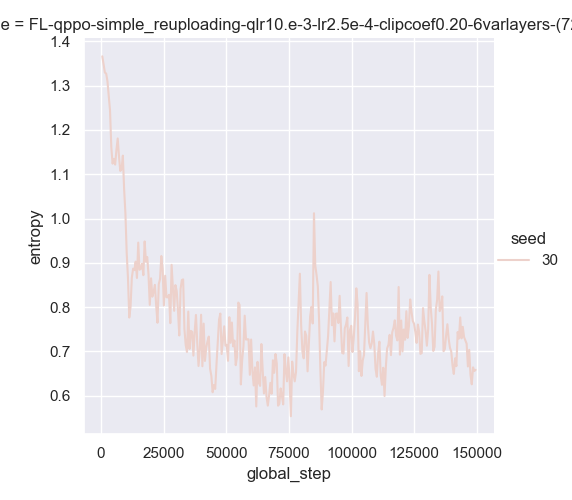 e = FL-qppo-simple_reuploading-qlr10.e-3-lr2.5e-4-clipcoef0.20-6varlayers-(72
1.4
1.3
1.2
1.1
1.0
0.9
0.8
0.7
0.6
entropy
0 25000 50000 75000 100000 125000 150000
global_step
seed
30